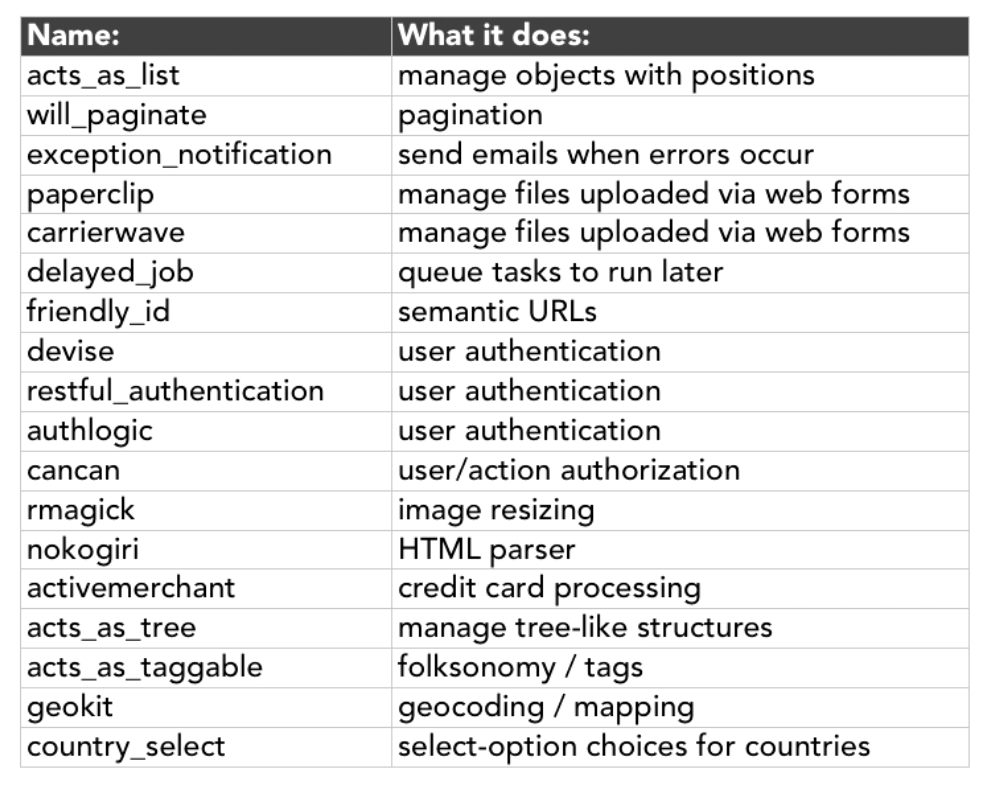 Name: What it does:
acts_as_list manage objects with positions
will_paginate pagination
exception_notification send emails when errors occur
paperclip manage files uploaded via web forms
carrierwave manage files uploaded via web forms
delayed_job queue tasks to run later
friendly_id semantic URLs
devise user authentication
restful_authentication user authentication
authlogic user authentication
cancan user/action authorization
rmagick image resizing
nokogiri HTML parser
activemerchant credit card processing
acts_as_tree manage tree-like structures
acts_as_taggable folksonomy / tags
geokit geocoding / mapping
country_select select-option choices for countries